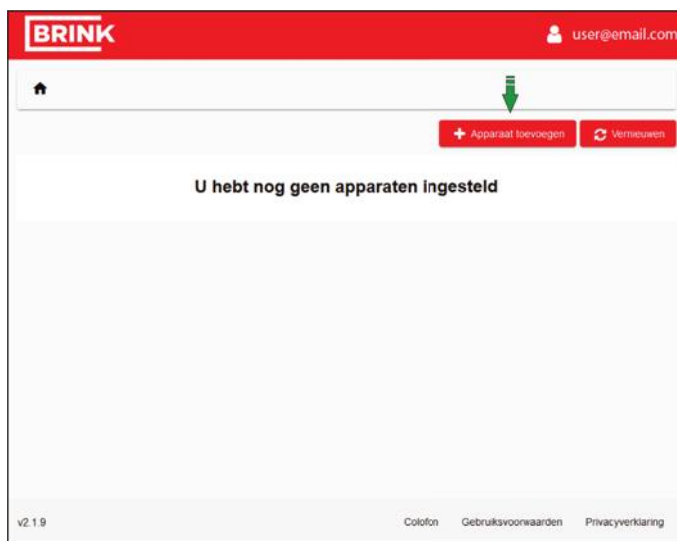 BRINK
user@email.com
Apparaat toevoegen
Vernieuwen
U hebt nog geen apparaten ingesteld
v2.1.9
Colofon Gebruiksvoorwaarden Privacyverklaring